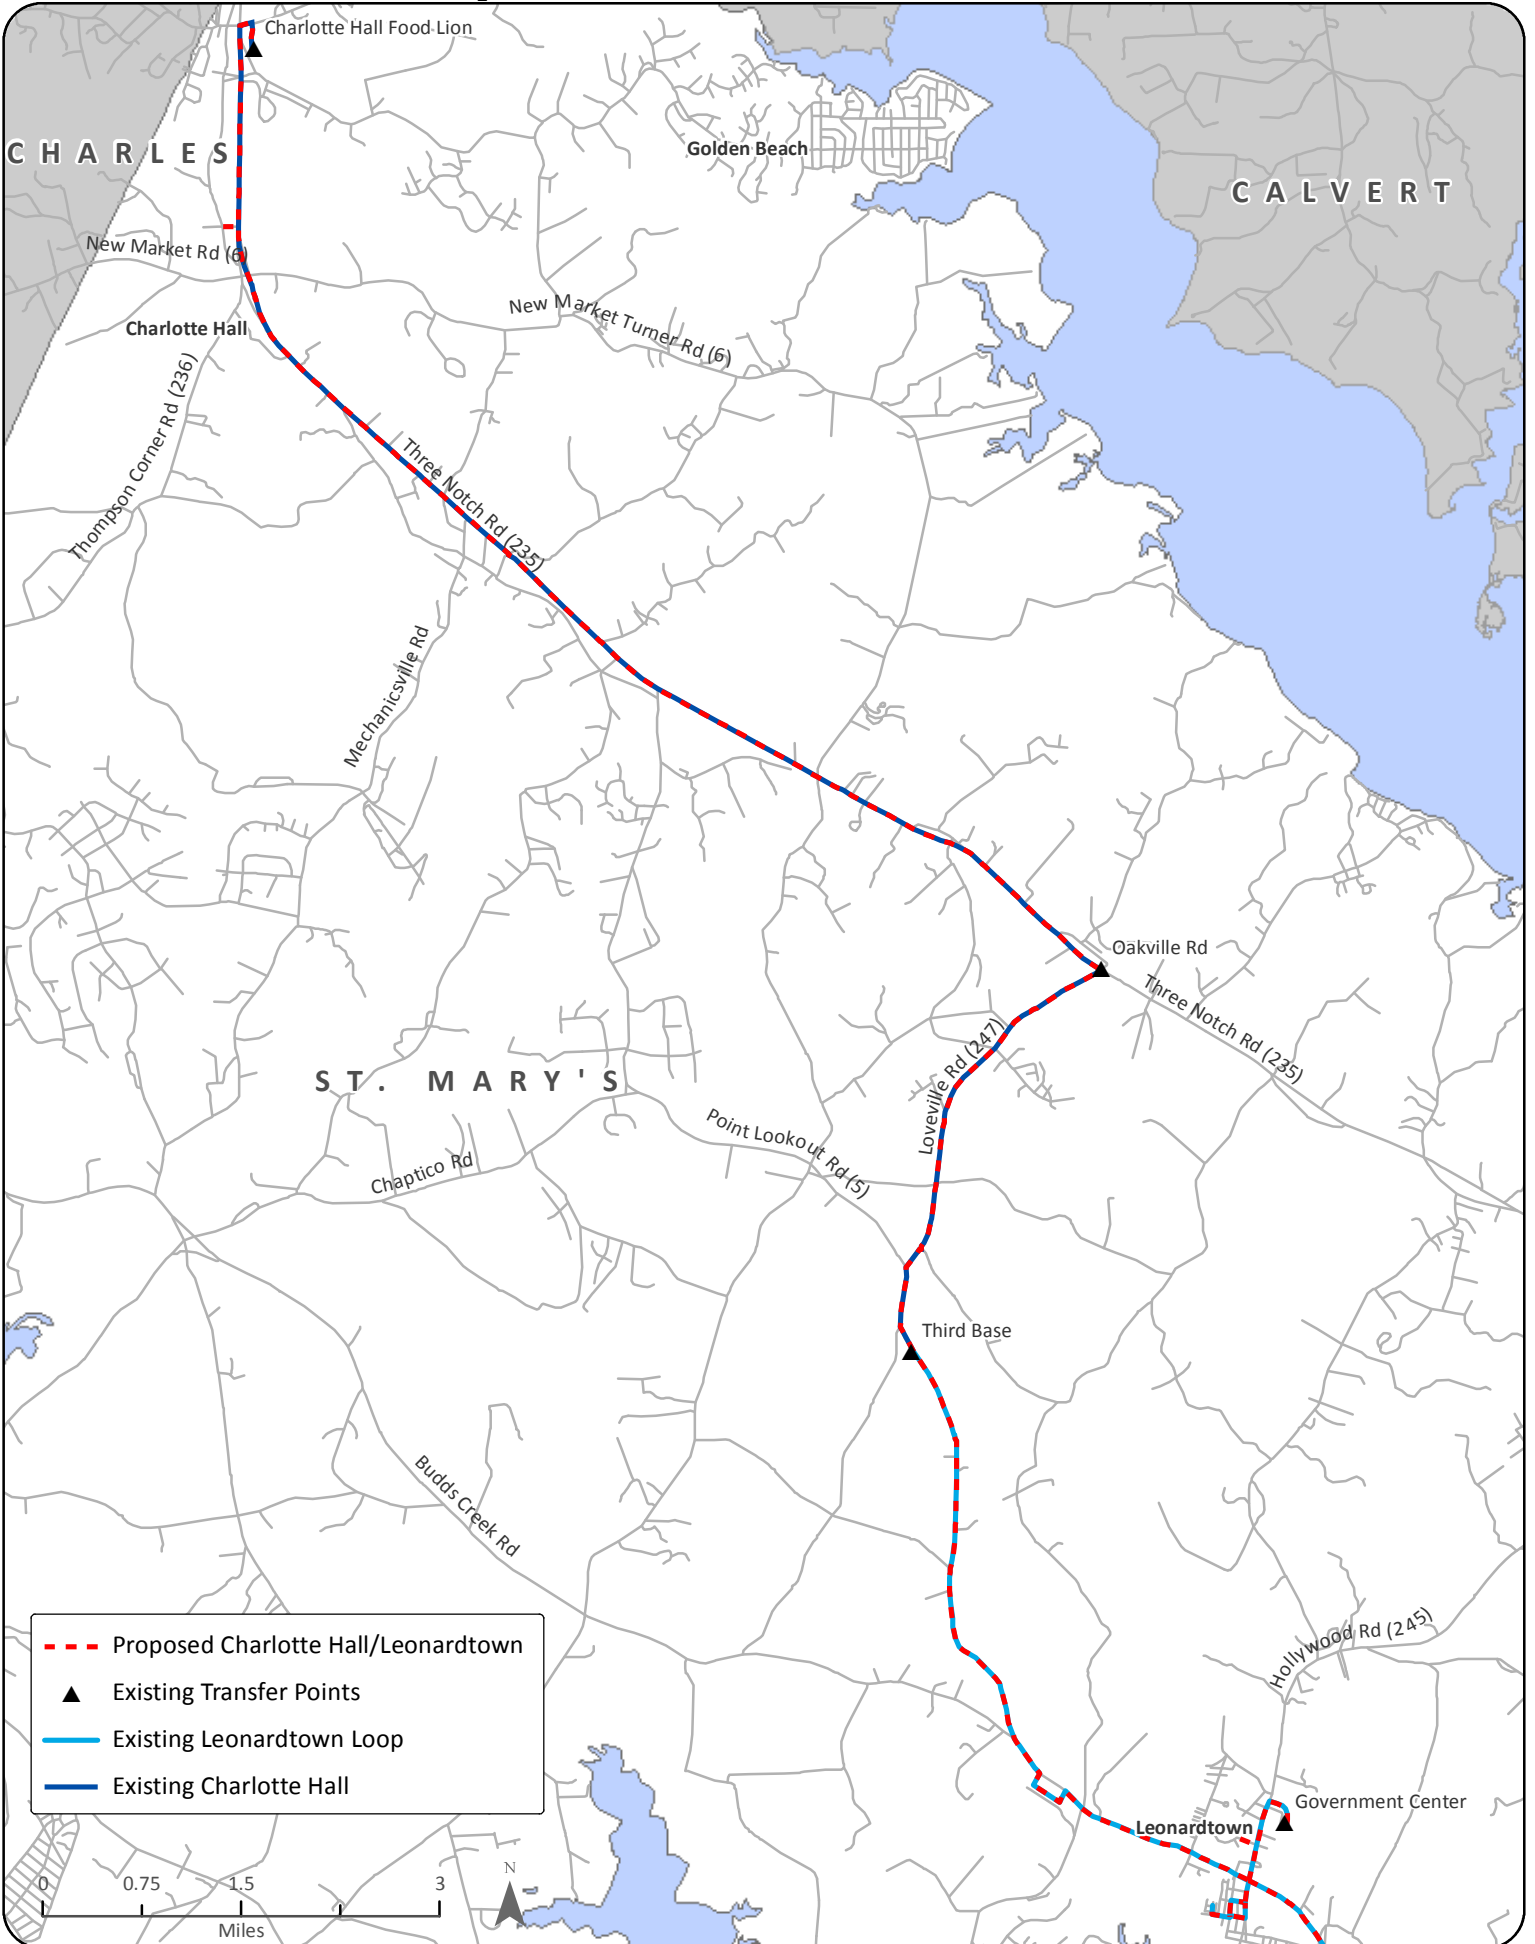 Charlotte Hall Food Lion
CHARLES
Golden Beach
CALVERT
New Market Rd (6)
New Market Turner Rd (6)
Charlotte Hall
Thompson Corner Rd (236)
Three Notch Rd (235)
Mechanicsville Rd
Oakville Rd
Three Notch Rd (235)
Loveville Rd (247)
ST. MARY'S
Point Lookout Rd (5)
Chaptico Rd
Third Base
Budds Creek Rd
Hollywood Rd (245)
Proposed Charlotte Hall/Leonardtown
Existing Transfer Points
Existing Leonardtown Loop
Existing Charlotte Hall
Government Center
Leonardtown
N
0 0.75 1.5 3
Miles